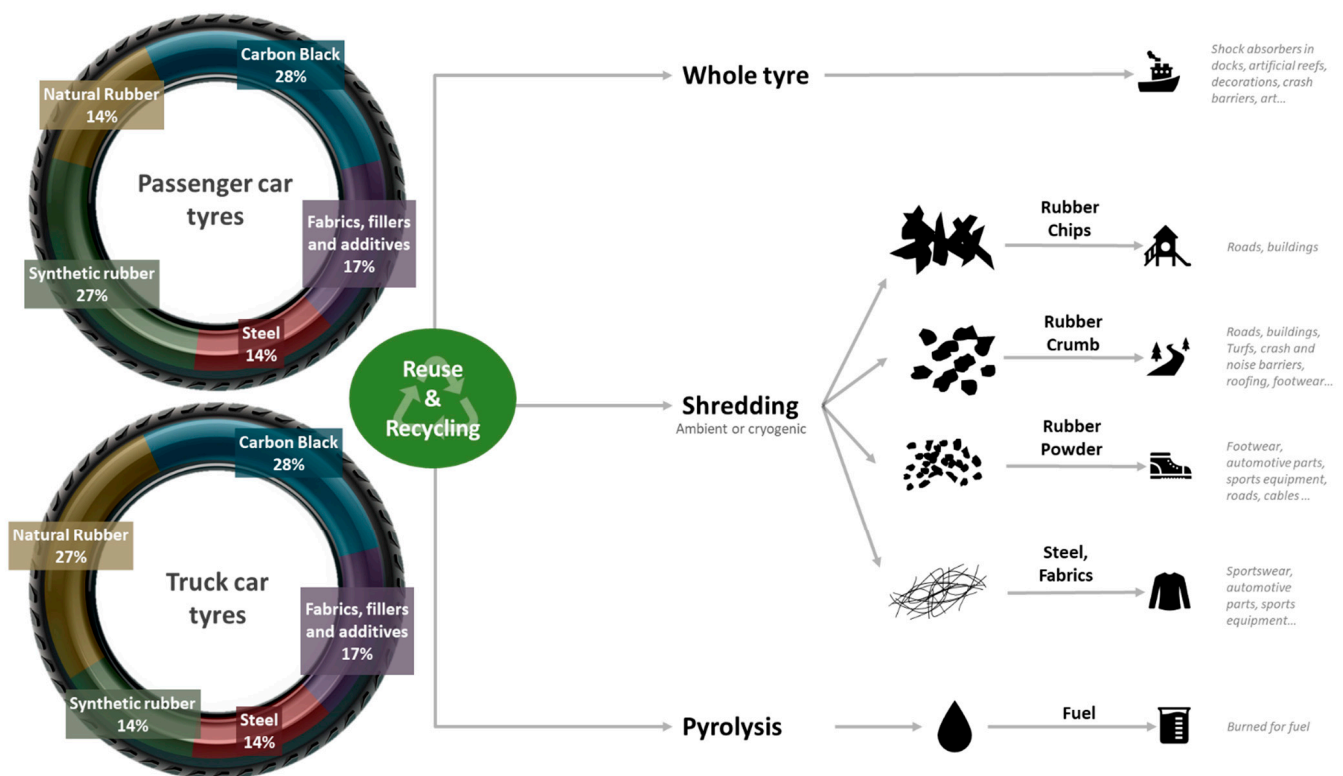 Carbon Black
28%
Natural Rubber
14%
Passenger car
tyres
Fabrics, fillers
and additives
17%
Synthetic rubber
27%
Steel
14%
Carbon Black
28%
Natural Rubber
27%
Truck car
tyres
Fabrics, fillers
and additives
17%
Synthetic rubber
14%
Steel
14%
Reuse
&
Recycling
Whole tyre
Shock absorbers in
docks, artificial reefs,
decorations, crash
barriers, art...
Shredding
Ambient or cryogenic
Rubber
Chips
Roads, buildings
Rubber
Crumb
Roads, buildings,
Turfs, crash and
noise barriers,
roofing, footwear...
Rubber
Powder
Footwear,
automotive parts,
sports equipment,
roads, cables ...
Steel,
Fabrics
Sportswear,
automotive
parts, sports
equipment...
Pyrolysis
Fuel
Burned for fuel